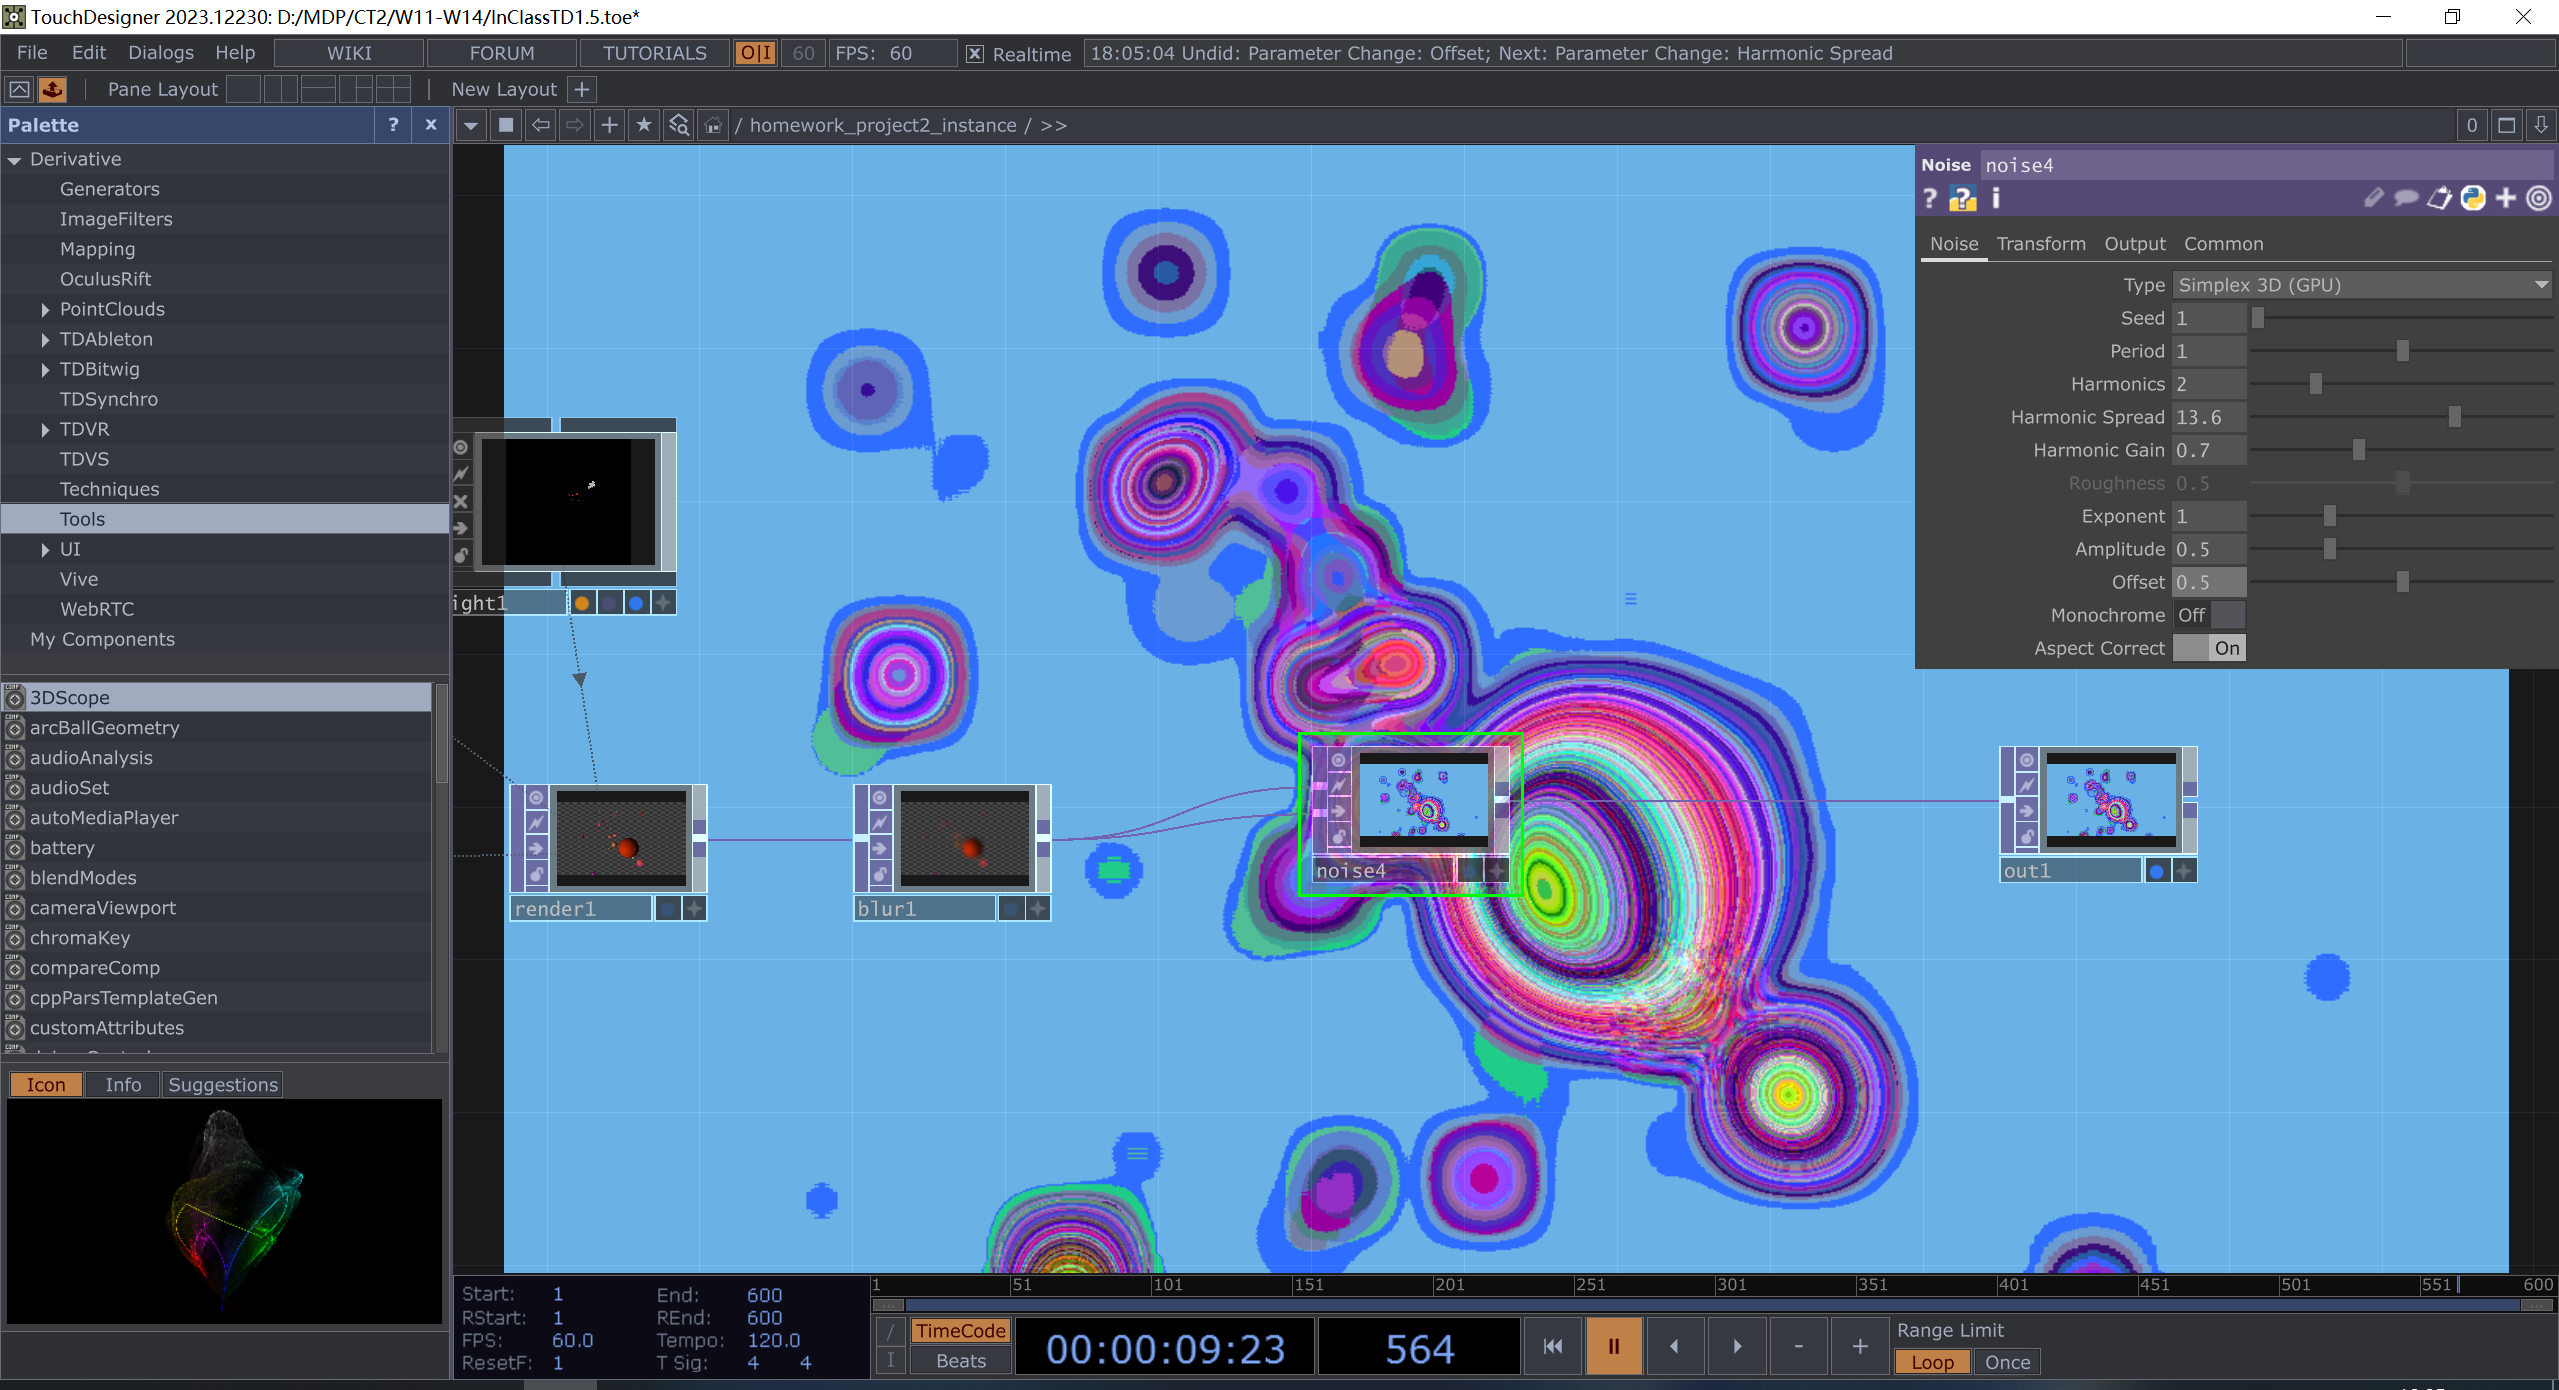 TouchDesigner 2023.12230: D:/MDP/CT2/W11-W14/InClassTD1.5.toe*
File Edit Dialogs Help WIKI FORUM TUTORIALS O|I 60 FPS: 60 Realtime 18:05:04 Undid: Parameter Change: Offset; Next: Parameter Change: Harmonic Spread
Pane Layout New Layout +
Palette ? x
/ homework_project2_instance / >> 0
Derivative
Generators
ImageFilters
Mapping
OculusRift
PointClouds
TDAbleton
TDBitwig
TDSynchro
TDVR
TDVS
Techniques
Tools
UI
Vive
WebRTC
My Components
3DScope
arcBallGeometry
audioAnalysis
audioSet
autoMediaPlayer
battery
blendModes
cameraViewport
chromaKey
compareComp
cppParsTemplateGen
customAttributes
Icon Info Suggestions
ight1
render1
blur1
noise4
out1
Noise noise4
? ? i
Noise Transform Output Common
Type Simplex 3D (GPU)
Seed 1
Period 1
Harmonics 2
Harmonic Spread 13.6
Harmonic Gain 0.7
Roughness 0.5
Exponent 1
Amplitude 0.5
Offset 0.5
Monochrome Off
Aspect Correct On
Start: 1 End: 600
RStart: 1 REnd: 600
FPS: 60.0 Tempo: 120.0
ResetF: 1 T Sig: 4 4
1 51 101 151 201 251 301 351 401 451 501 551 600
/ TimeCode
I Beats
00:00:09:23 564
- +
Range Limit
Loop Once